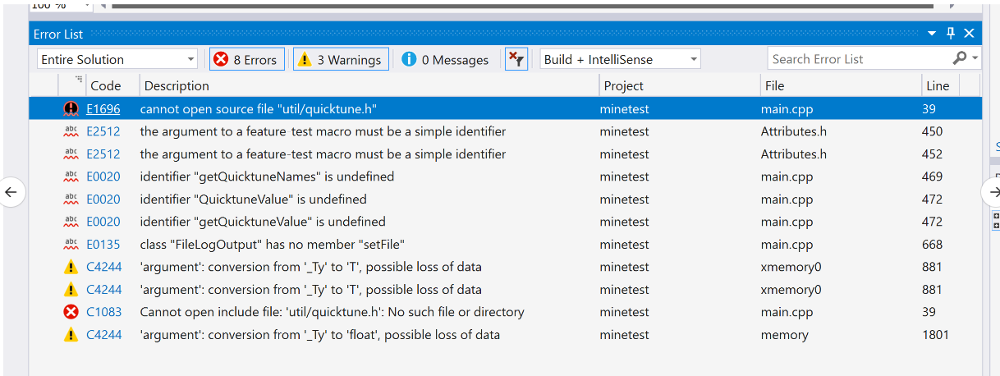 100 %
Error List
Entire Solution 8 Errors 3 Warnings 0 Messages Build + IntelliSense Search Error List
Code Description Project File Line
E1696 cannot open source file "util/quicktune.h" minetest main.cpp 39
abc E2512 the argument to a feature-test macro must be a simple identifier minetest Attributes.h 450
abc E2512 the argument to a feature-test macro must be a simple identifier minetest Attributes.h 452
abc E0020 identifier "getQuicktuneNames" is undefined minetest main.cpp 469
abc E0020 identifier "QuicktuneValue" is undefined minetest main.cpp 472
abc E0020 identifier "getQuicktuneValue" is undefined minetest main.cpp 472
abc E0135 class "FileLogOutput" has no member "setFile" minetest main.cpp 668
C4244 'argument': conversion from '_Ty' to 'T', possible loss of data minetest xmemory0 881
C4244 'argument': conversion from '_Ty' to 'T', possible loss of data minetest xmemory0 881
C1083 Cannot open include file: 'util/quicktune.h': No such file or directory minetest main.cpp 39
C4244 'argument': conversion from '_Ty' to 'float', possible loss of data minetest memory 1801